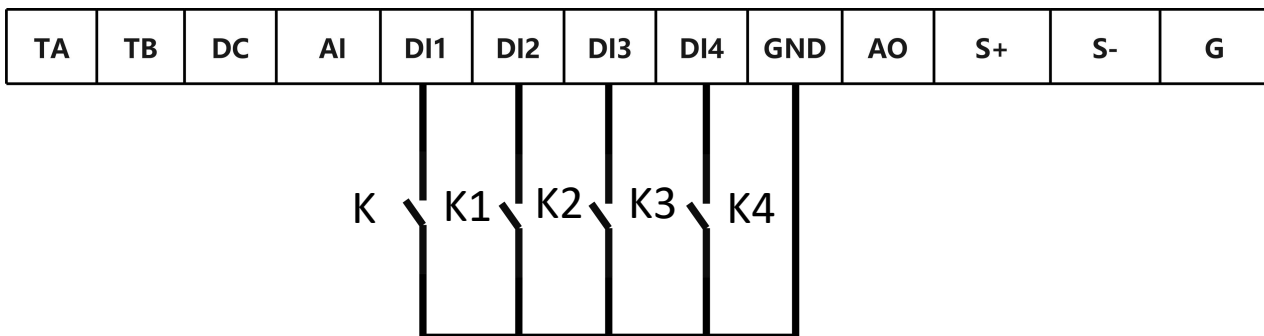 TA TB DC AI DI1 DI2 DI3 DI4 GND AO S+ S- G
K K1 K2 K3 K4